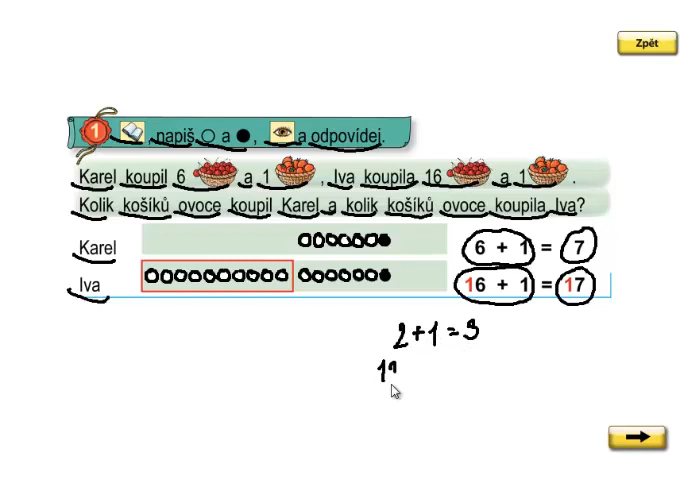 Zpět
1 , napiš ○ a ●, a odpovídej.
Karel koupil 6 a 1 , Iva koupila 16 a 1 .
Kolik košíků ovoce koupil Karel a kolik košíků ovoce koupila Iva?
Karel 6 + 1 = 7
Iva 16 + 1 = 17
2+1=3